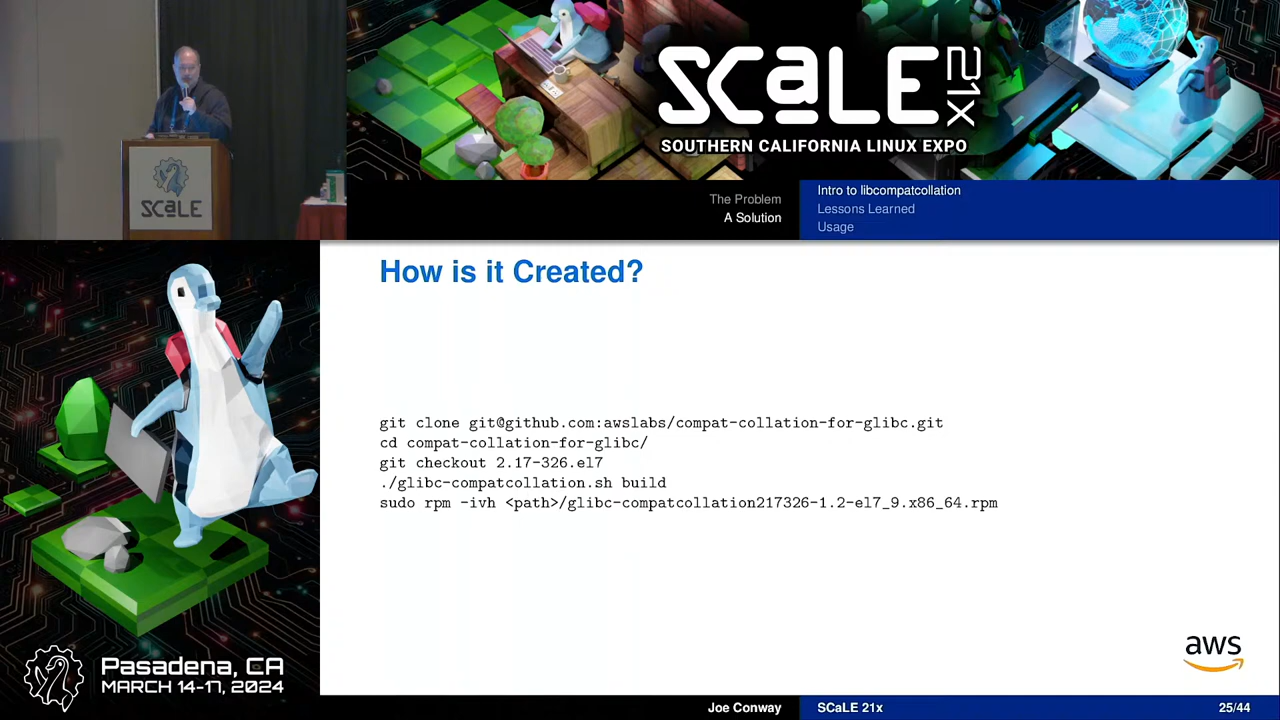 SCaLE 21x
SOUTHERN CALIFORNIA LINUX EXPO
SCaLE
The Problem
A Solution
Intro to libcompatcollation
Lessons Learned
Usage
How is it Created?
git clone git@github.com:awslabs/compat-collation-for-glibc.git
cd compat-collation-for-glibc/
git checkout 2.17-326.el7
./glibc-compatcollation.sh build
sudo rpm -ivh <path>/glibc-compatcollation217326-1.2-el7_9.x86_64.rpm
aws
Pasadena, CA
MARCH 14-17, 2024
Joe Conway
SCaLE 21x
25/44